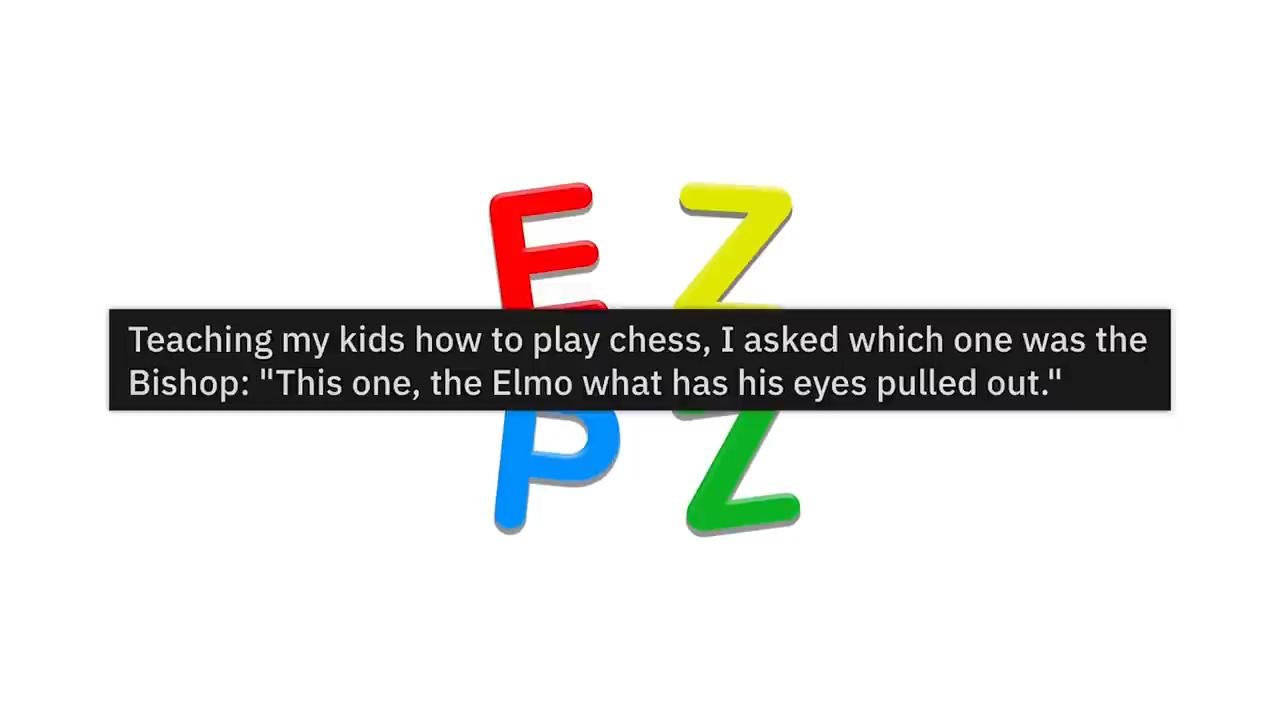 E Z
Teaching my kids how to play chess, I asked which one was the
Bishop: "This one, the Elmo what has his eyes pulled out."
P Z